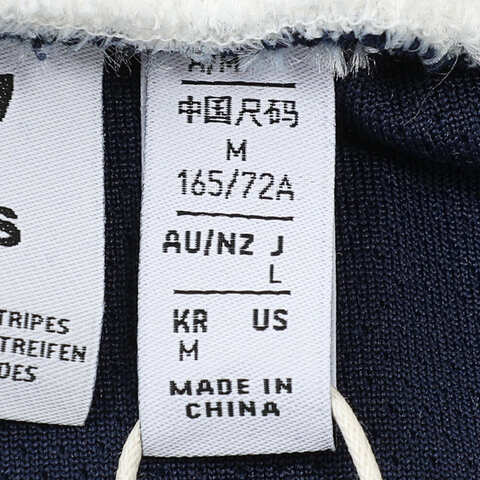 A/M
中国尺码
M
165/72A
AU/NZ J
L
KR US
M
MADE IN
CHINA
s
TRIPES
TREIFEN
DES